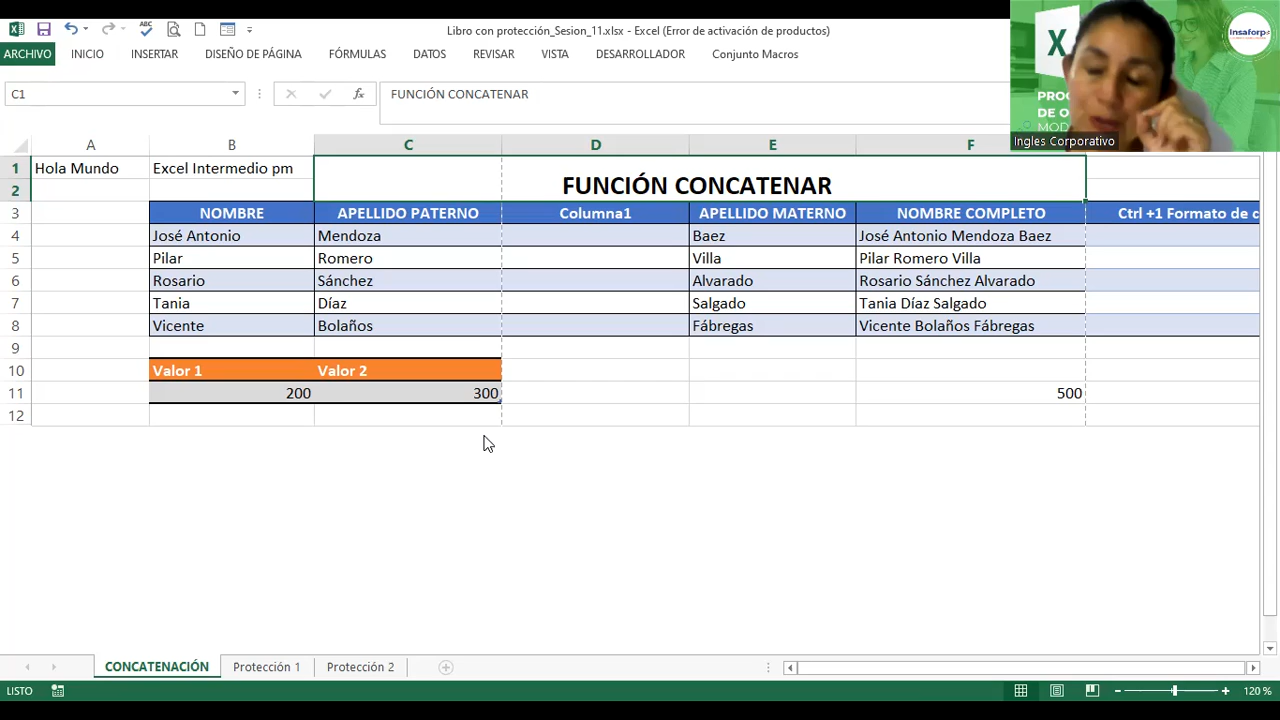 Libro con protección_Sesion_11.xlsx - Excel (Error de activación de productos)
ARCHIVO INICIO INSERTAR DISEÑO DE PÁGINA FÓRMULAS DATOS REVISAR VISTA DESARROLLADOR Conjunto Macros
Insaforp
PROC
DE O
MOD
Ingles Corporativo
C1 fx FUNCIÓN CONCATENAR
A B C D E F
1 Hola Mundo Excel Intermedio pm
2 FUNCIÓN CONCATENAR
3 NOMBRE APELLIDO PATERNO Columna1 APELLIDO MATERNO NOMBRE COMPLETO Ctrl +1 Formato de c
4 José Antonio Mendoza Baez José Antonio Mendoza Baez
5 Pilar Romero Villa Pilar Romero Villa
6 Rosario Sánchez Alvarado Rosario Sánchez Alvarado
7 Tania Díaz Salgado Tania Díaz Salgado
8 Vicente Bolaños Fábregas Vicente Bolaños Fábregas
9
10 Valor 1 Valor 2
11 200 300 500
12
CONCATENACIÓN Protección 1 Protección 2
LISTO 120 %